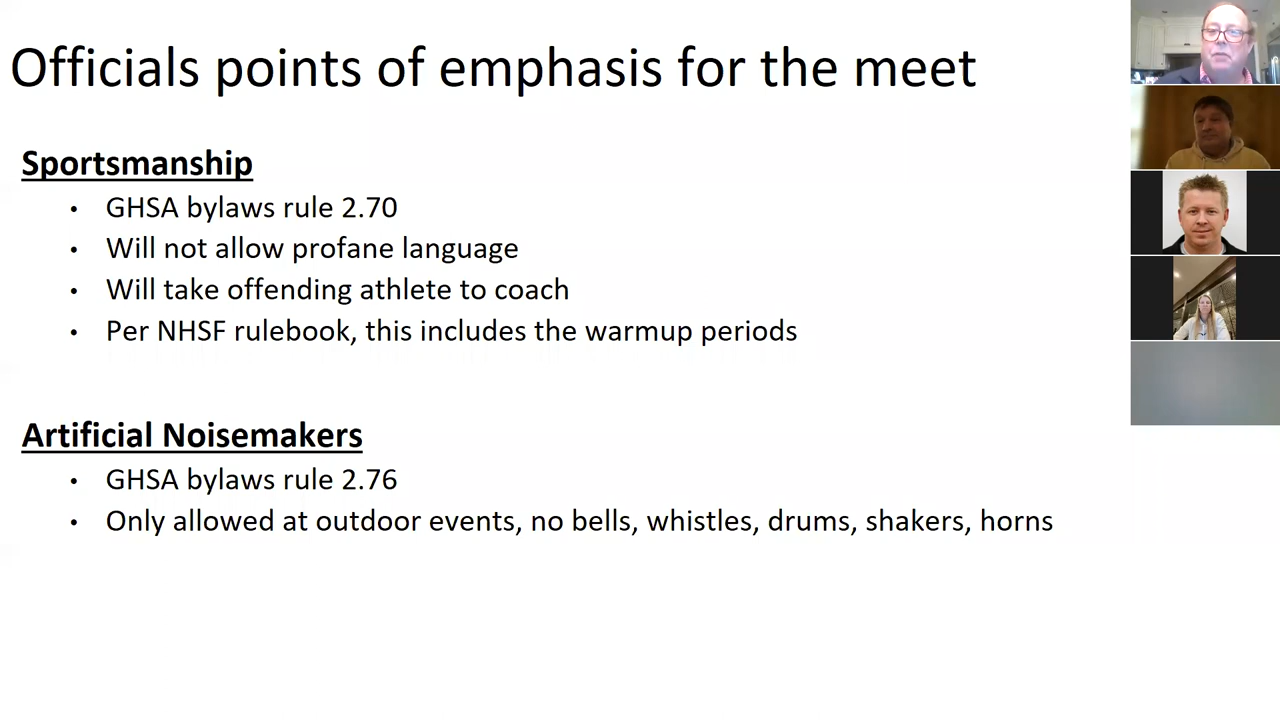 Officials points of emphasis for the meet
Sportsmanship
• GHSA bylaws rule 2.70
• Will not allow profane language
• Will take offending athlete to coach
• Per NHSF rulebook, this includes the warmup periods
Artificial Noisemakers
• GHSA bylaws rule 2.76
• Only allowed at outdoor events, no bells, whistles, drums, shakers, horns